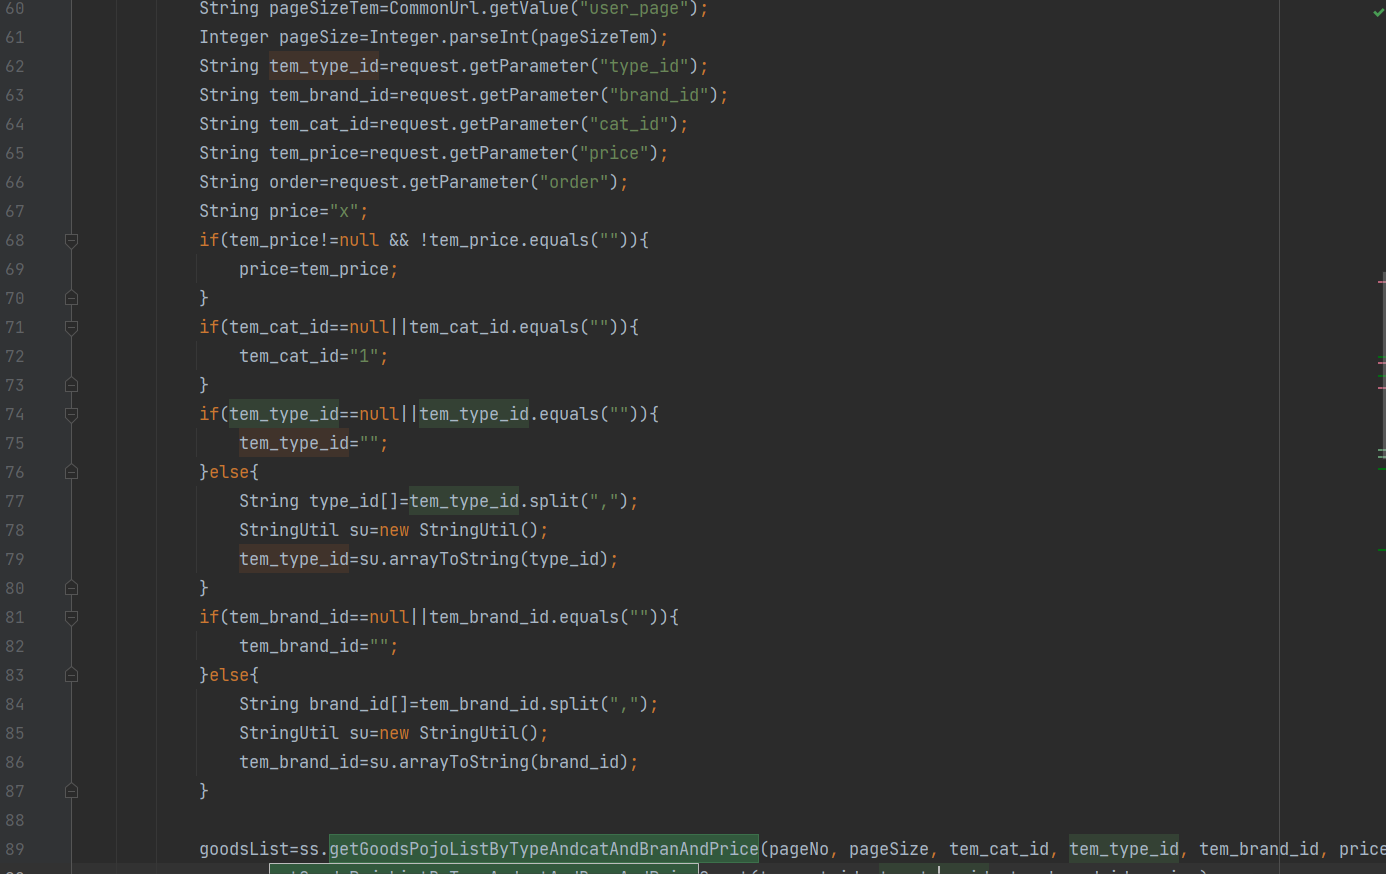 60 String pageSizeTem=CommonUrl.getValue("user_page");
61 Integer pageSize=Integer.parseInt(pageSizeTem);
62 String tem_type_id=request.getParameter("type_id");
63 String tem_brand_id=request.getParameter("brand_id");
64 String tem_cat_id=request.getParameter("cat_id");
65 String tem_price=request.getParameter("price");
66 String order=request.getParameter("order");
67 String price="x";
68 if(tem_price!=null && !tem_price.equals("")){
69 price=tem_price;
70 }
71 if(tem_cat_id==null||tem_cat_id.equals("")){
72 tem_cat_id="1";
73 }
74 if(tem_type_id==null||tem_type_id.equals("")){
75 tem_type_id="";
76 }else{
77 String type_id[]=tem_type_id.split(",");
78 StringUtil su=new StringUtil();
79 tem_type_id=su.arrayToString(type_id);
80 }
81 if(tem_brand_id==null||tem_brand_id.equals("")){
82 tem_brand_id="";
83 }else{
84 String brand_id[]=tem_brand_id.split(",");
85 StringUtil su=new StringUtil();
86 tem_brand_id=su.arrayToString(brand_id);
87 }
88
89 goodsList=ss.getGoodsPojoListByTypeAndcatAndBranAndPrice(pageNo, pageSize, tem_cat_id, tem_type_id, tem_brand_id, price